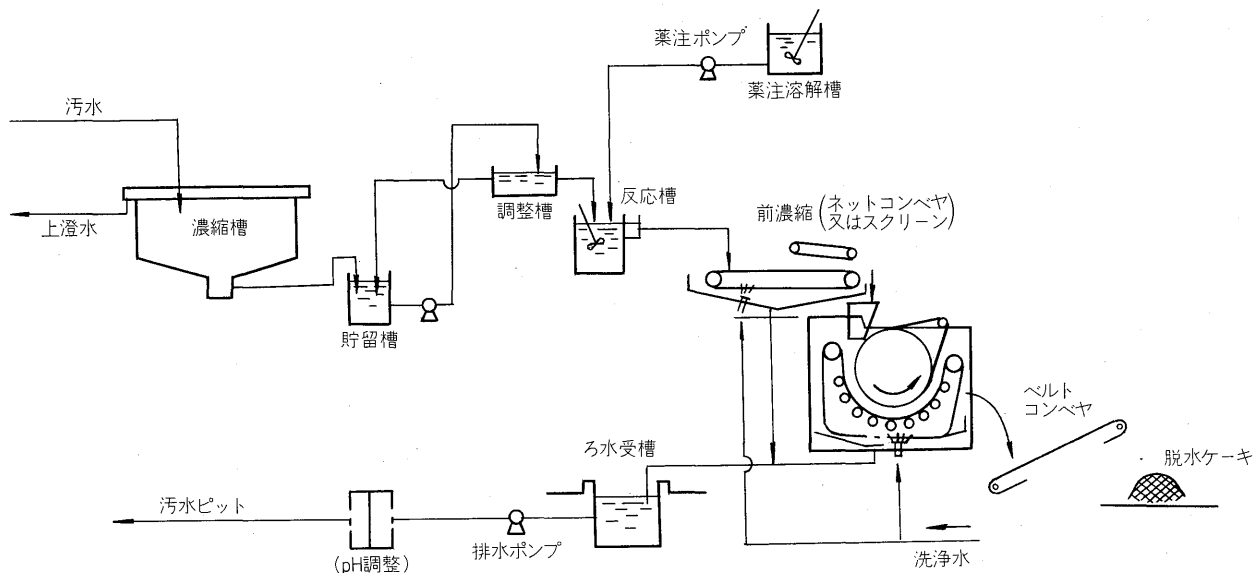 薬注ポンプ
薬注溶解槽
汚水
上澄水
濃縮槽
貯留槽
調整槽
反応槽
前濃縮(ネットコンベヤ
又はスクリーン)
ベルト
コンベヤ
脱水ケーキ
ろ水受槽
汚水ピット
(pH調整)
排水ポンプ
洗浄水